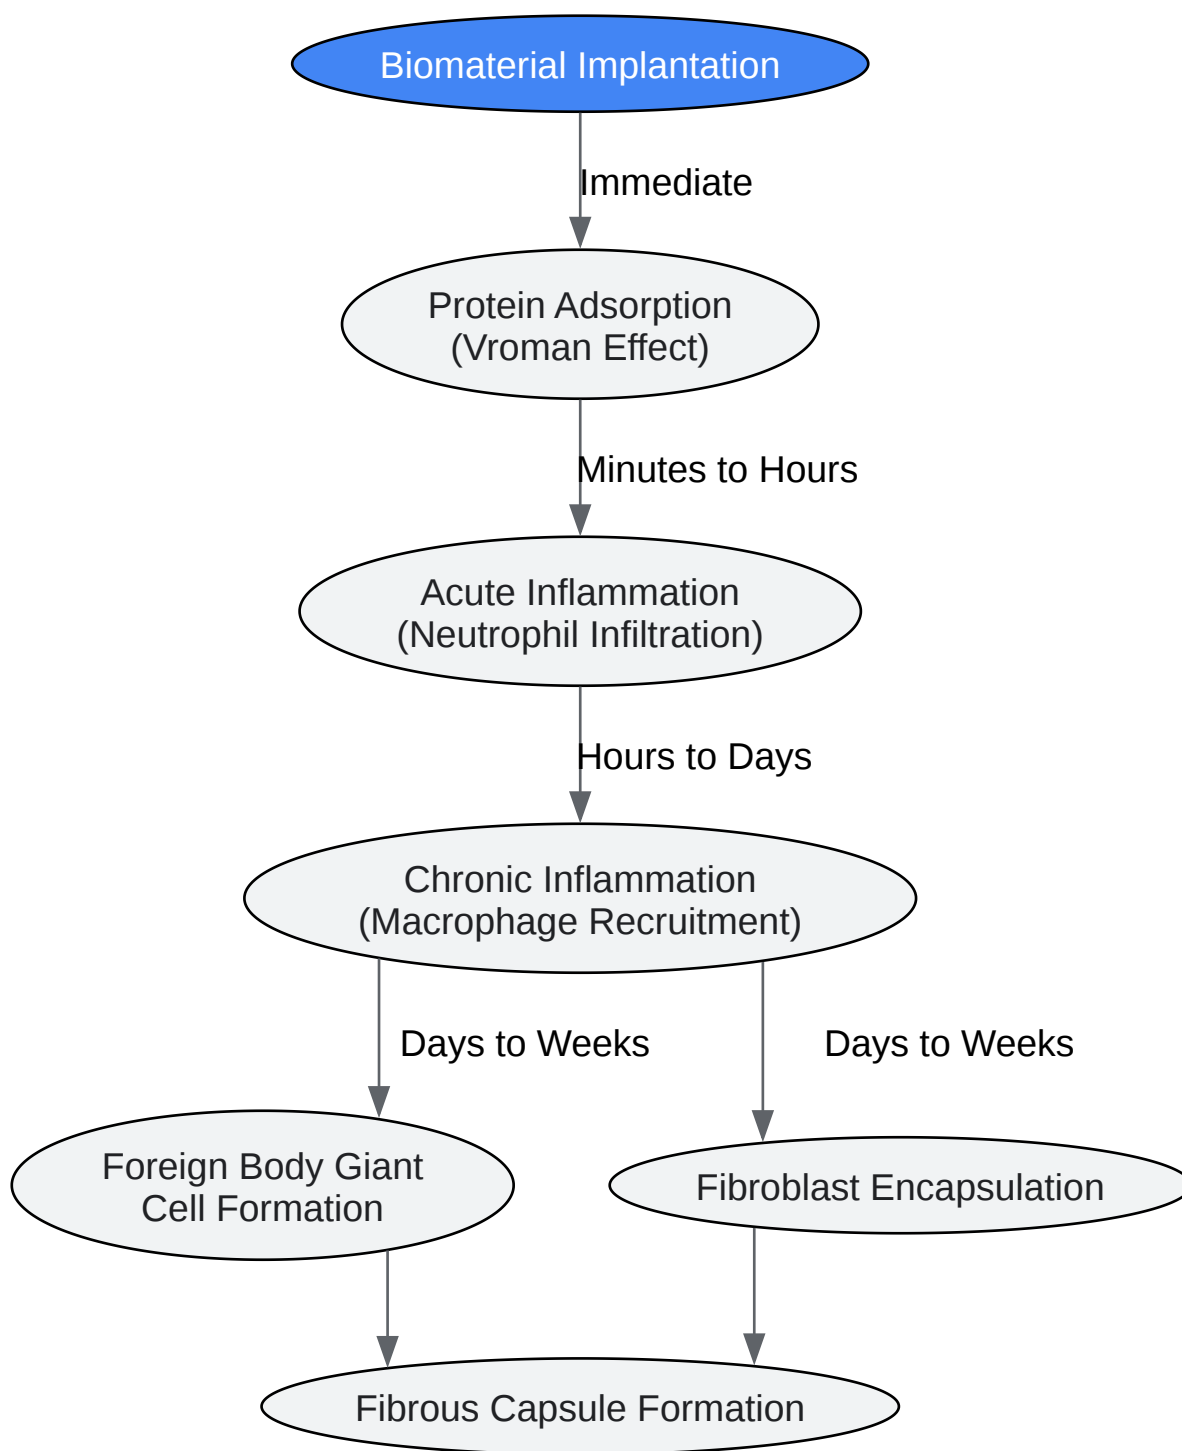 Biomaterial Implantation
Immediate
Protein Adsorption
(Vroman Effect)
Minutes to Hours
Acute Inflammation
(Neutrophil Infiltration)
Hours to Days
Chronic Inflammation
(Macrophage Recruitment)
Days to Weeks
Days to Weeks
Foreign Body Giant
Cell Formation
Fibroblast Encapsulation
Fibrous Capsule Formation